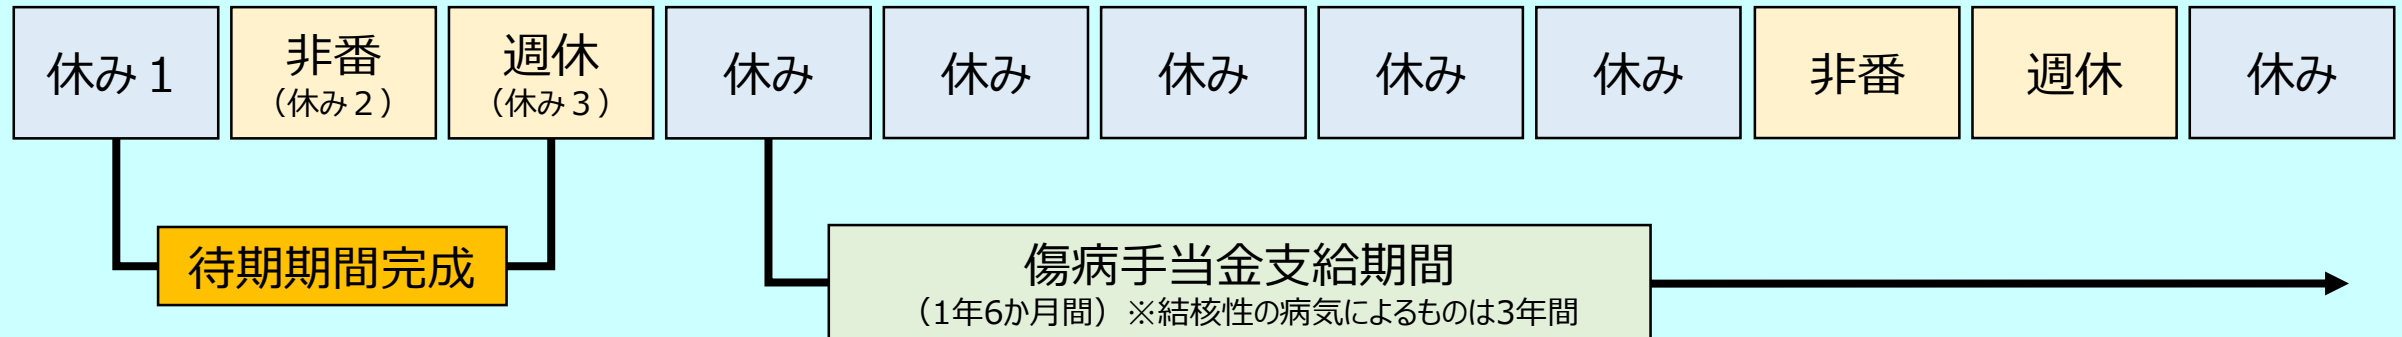 休み１
非番
（休み２）
週休
（休み３）
休み
休み
休み
休み
休み
非番
週休
休み
待期期間完成
傷病手当金支給期間
（1年6か月間）※結核性の病気によるものは3年間